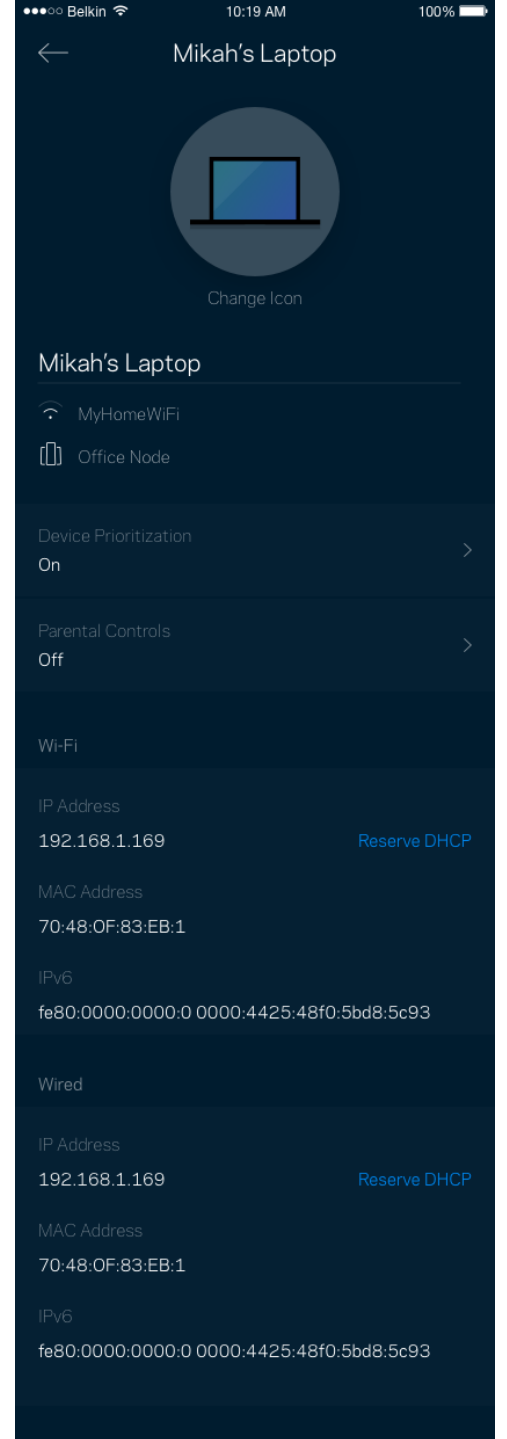 Belkin 10:19 AM 100%
Mikah's Laptop
Change Icon
Mikah's Laptop
MyHomeWiFi
Office Node
Device Prioritization
On
Parental Controls
Off
Wi-Fi
IP Address
192.168.1.169 Reserve DHCP
MAC Address
70:48:0F:83:EB:1
IPv6
fe80:0000:0000:0 0000:4425:48f0:5bd8:5c93
Wired
IP Address
192.168.1.169 Reserve DHCP
MAC Address
70:48:0F:83:EB:1
IPv6
fe80:0000:0000:0 0000:4425:48f0:5bd8:5c93